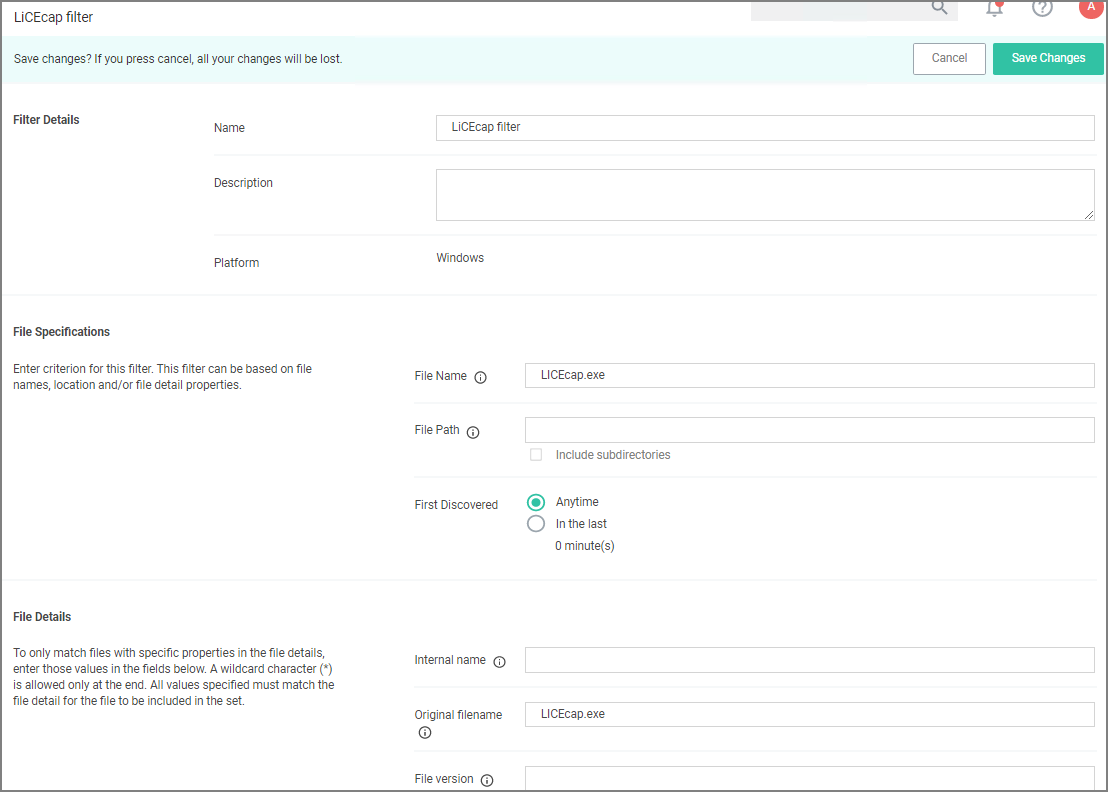 LiCEcap filter
A
Save changes? If you press cancel, all your changes will be lost.
Cancel
Save Changes
Filter Details
Name
LiCEcap filter
Description
Platform
Windows
File Specifications
Enter criterion for this filter. This filter can be based on file
names, location and/or file detail properties.
File Name
LICEcap.exe
File Path
Include subdirectories
First Discovered
Anytime
In the last
0 minute(s)
File Details
To only match files with specific properties in the file details,
enter those values in the fields below. A wildcard character (*)
is allowed only at the end. All values specified must match the
file detail for the file to be included in the set.
Internal name
Original filename
LICEcap.exe
File version